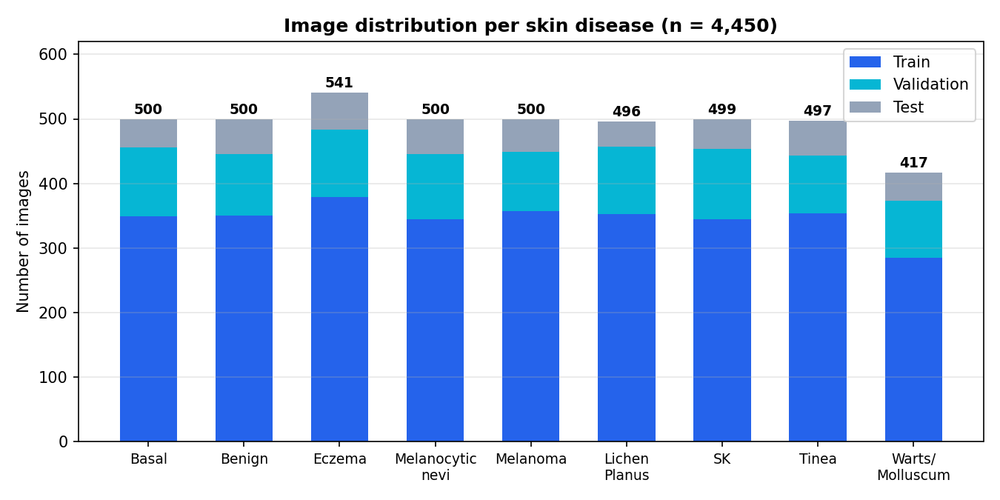 Image distribution per skin disease (n = 4,450)
Number of images
600
500
400
300
200
100
0
500
500
541
500
500
496
499
497
417
Train
Validation
Test
Basal
Benign
Eczema
Melanocytic
nevi
Melanoma
Lichen
Planus
SK
Tinea
Warts/
Molluscum